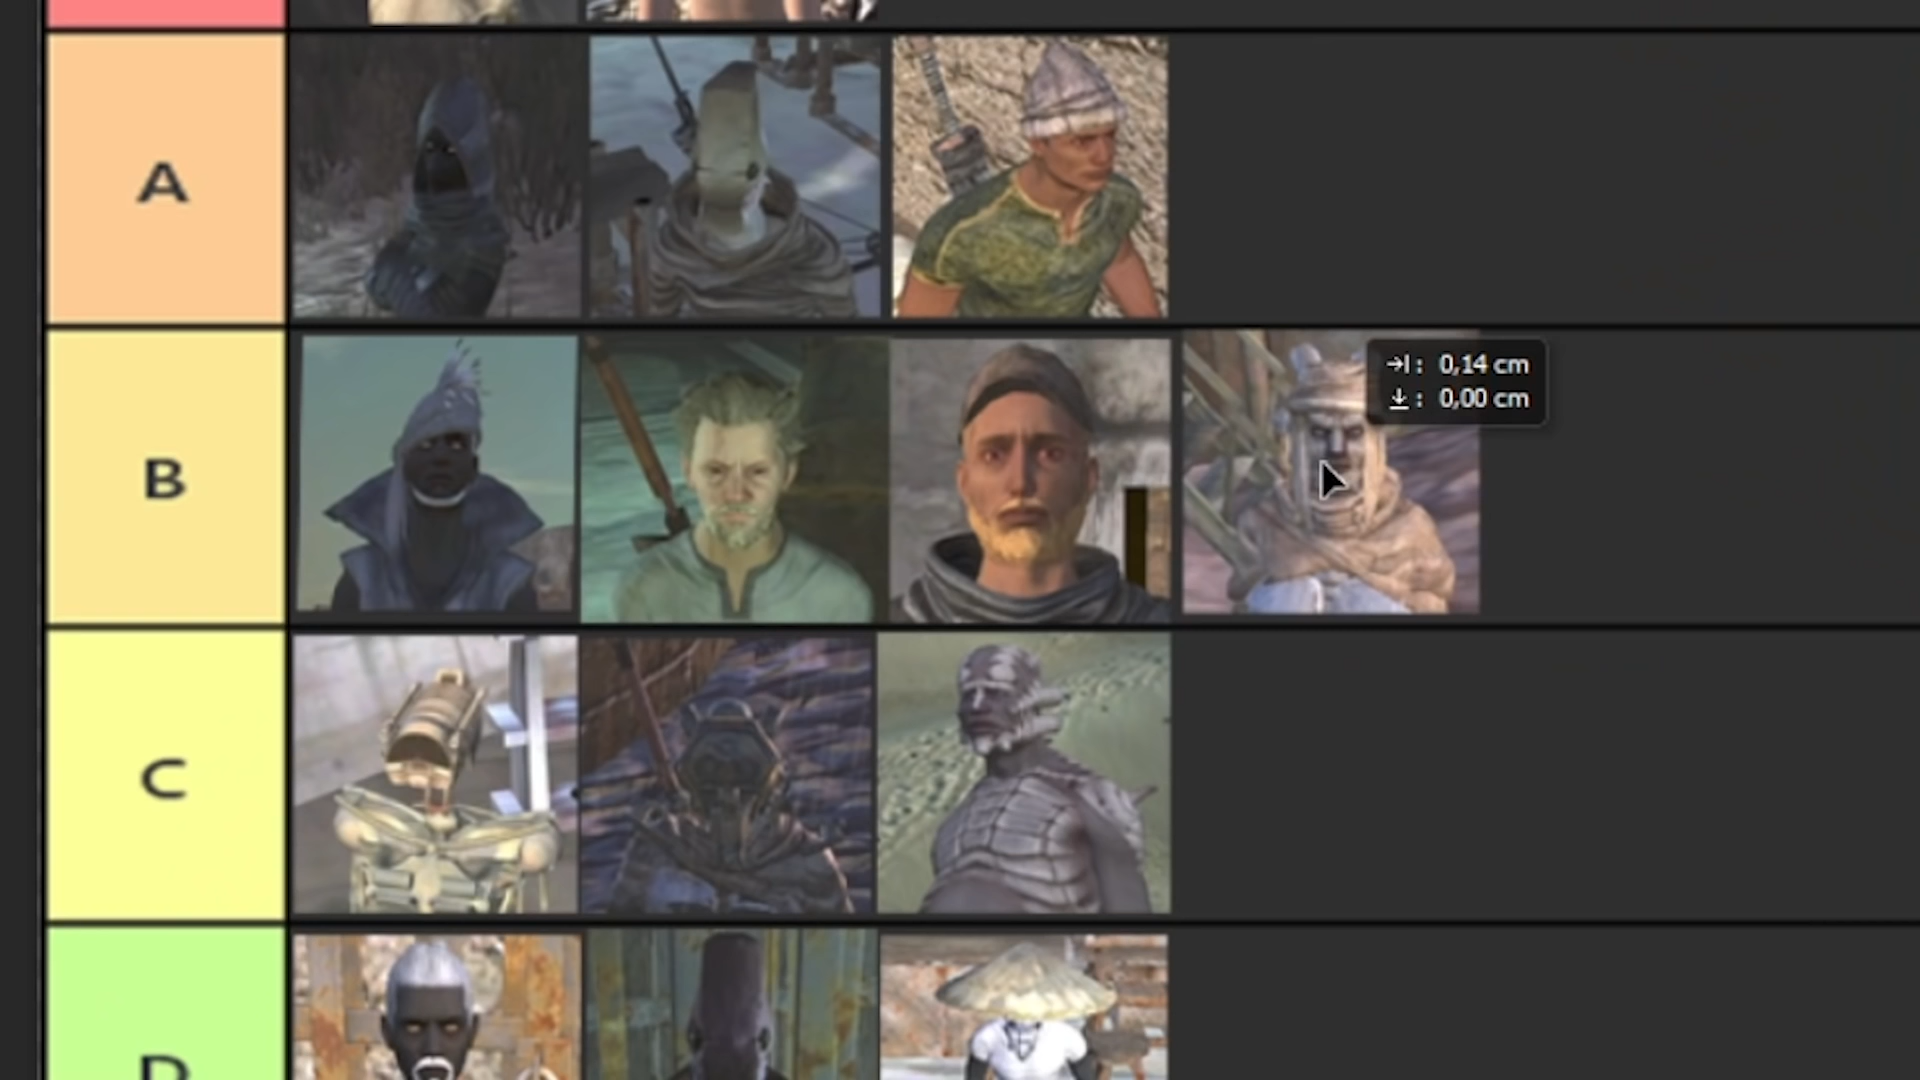 A
B
→I : 0,14 cm
↓ : 0,00 cm
C
D